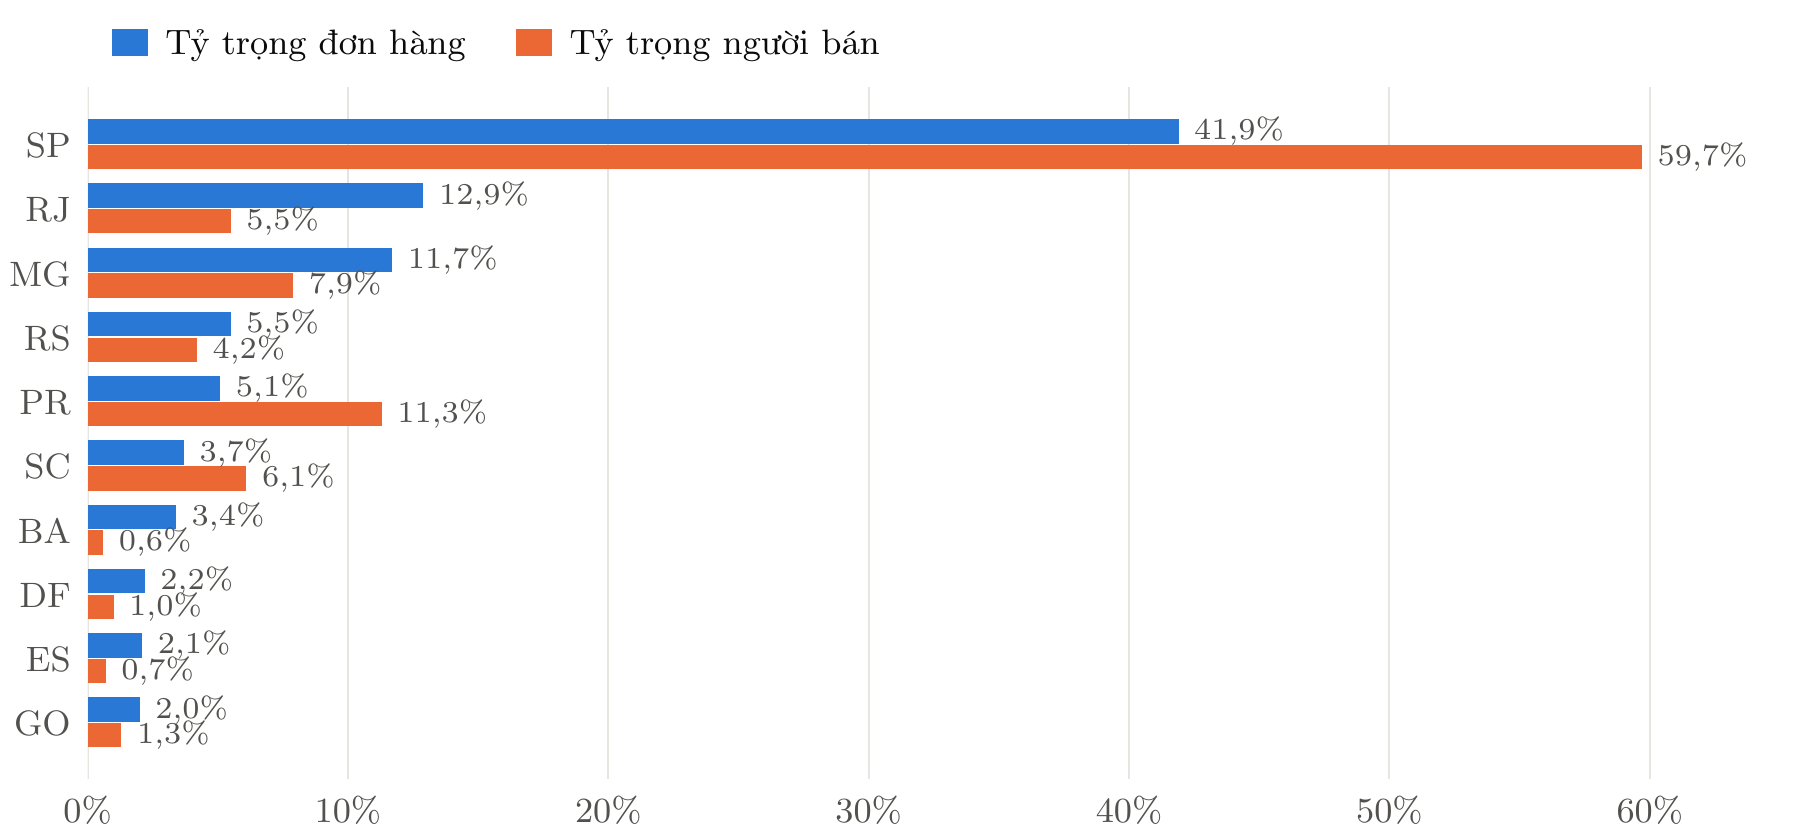 Tỷ trọng đơn hàng Tỷ trọng người bán
SP 41,9%
59,7%
RJ 12,9%
5,5%
MG 11,7%
7,9%
RS 5,5%
4,2%
PR 5,1%
11,3%
SC 3,7%
6,1%
BA 3,4%
0,6%
DF 2,2%
1,0%
ES 2,1%
0,7%
GO 2,0%
1,3%
0% 10% 20% 30% 40% 50% 60%